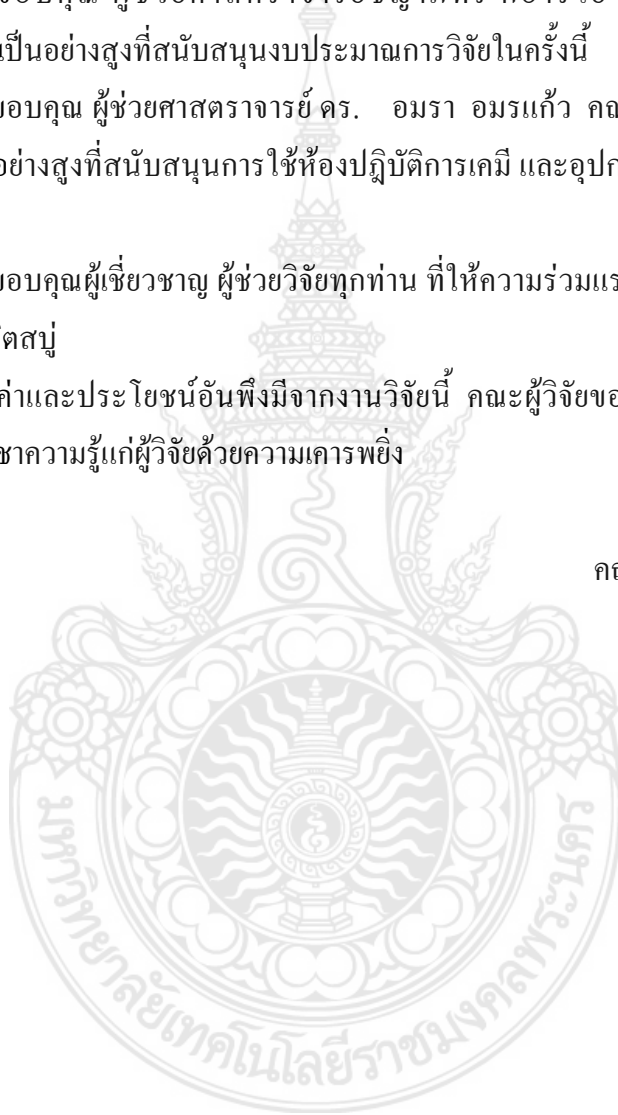 เป็นอย่างสูงที่สนับสนุนงบประมาณการวิจัยในครั้งนี้
อบคุณ ผู้ช่วยศาสตราจารย์ ดร. อมรา อมรแก้ว คณ
อย่างสูงที่สนับสนุนการใช้ห้องปฎิบัติการเคมี และอุปก
อบคุณผู้เชี่ยวชาญ ผู้ช่วยวิจัยทุกท่าน ที่ให้ความร่วมแร
ิตสบู่
ค่าและประโยชน์อันพึงมีจากงานวิจัยนี้ คณะผู้วิจัยขอ
ชาความรู้แก่ผู้วิจัยด้วยความเคารพยิ่ง
คณ
มหาวิทยาลัยเทคโนโลยีราชมงคลพระนคร